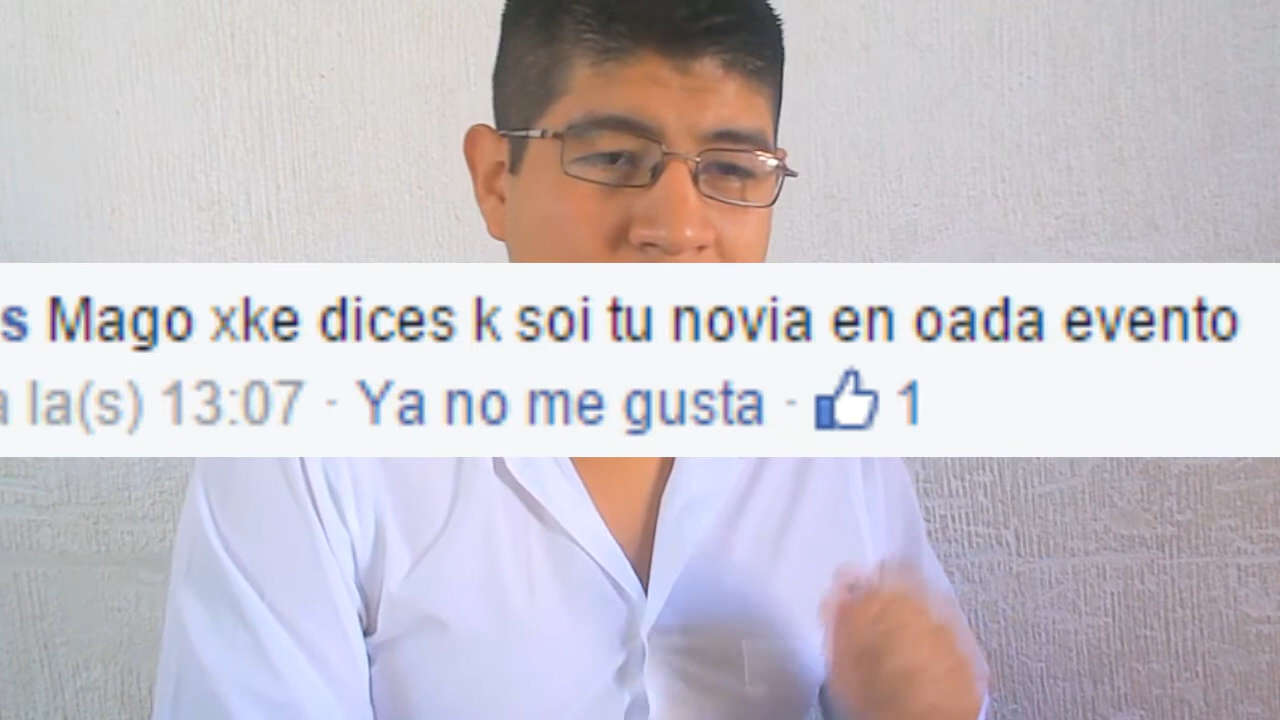 s Mago xke dices k soi tu novia en oada evento
a la(s) 13:07 · Ya no me gusta · 1